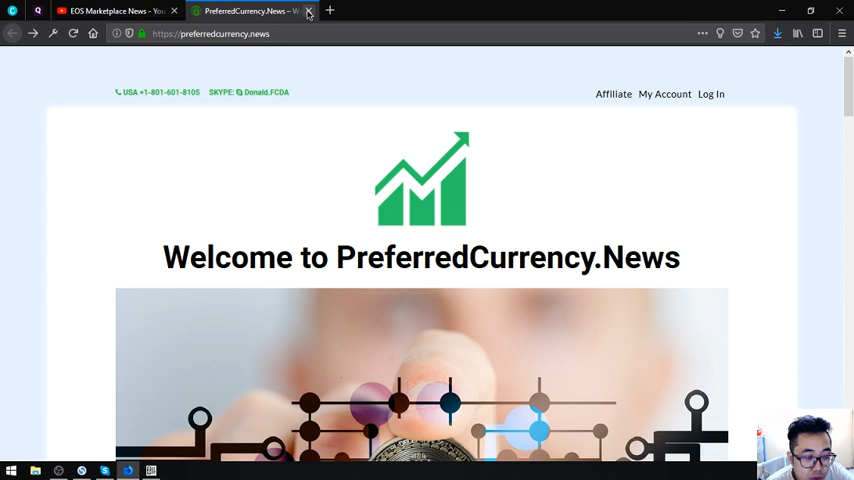 EOS Marketplace News - You
PreferredCurrency.News – W
https://preferredcurrency.news
USA +1-801-601-8105 SKYPE: Donald.FCDA
Affiliate My Account Log In
Welcome to PreferredCurrency.News